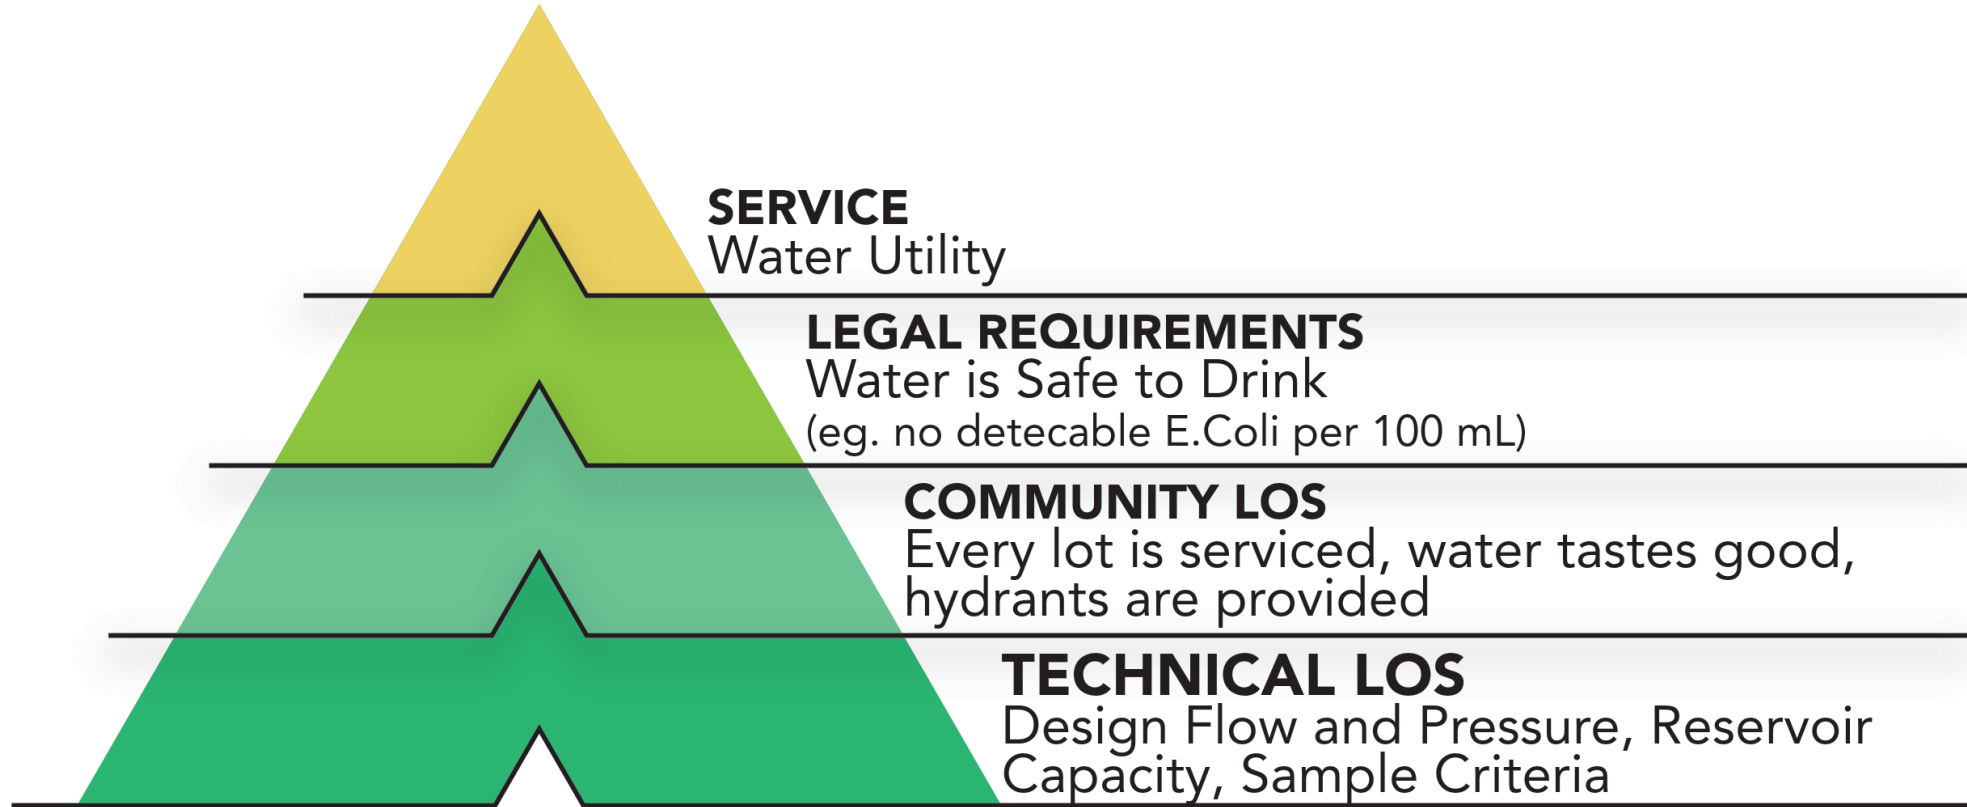 SERVICE
Water Utility
LEGAL REQUIREMENTS
Water is Safe to Drink
(eg. no detecable E.Coli per 100 mL)
COMMUNITY LOS
Every lot is serviced, water tastes good,
hydrants are provided
TECHNICAL LOS
Design Flow and Pressure, Reservoir
Capacity, Sample Criteria